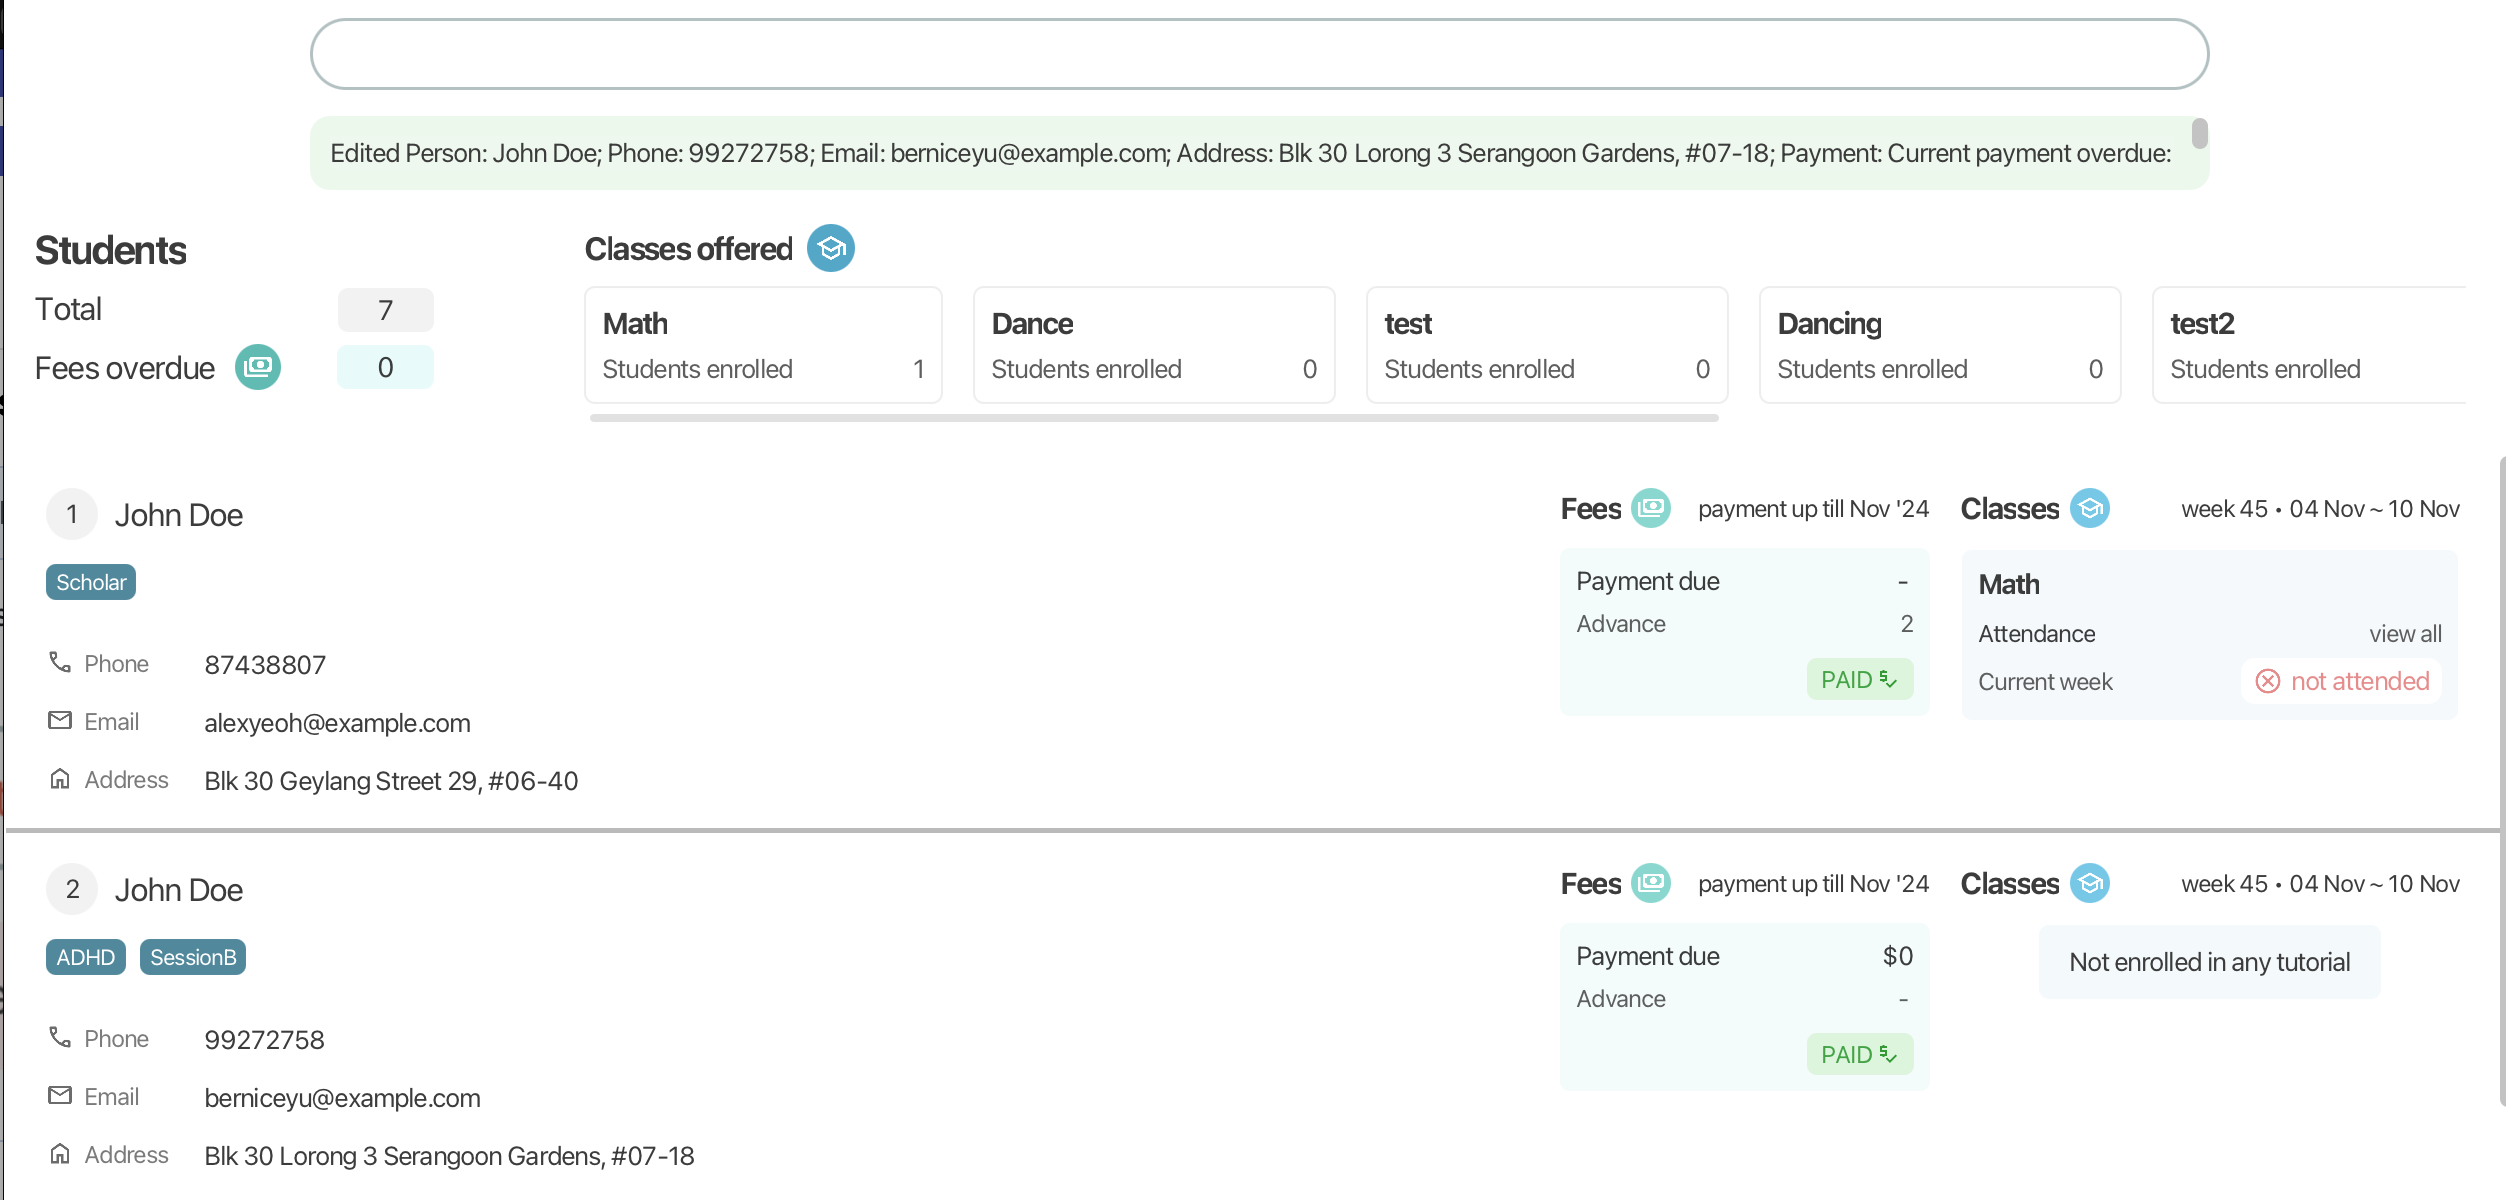 Edited Person: John Doe; Phone: 99272758; Email: berniceyu@example.com; Address: Blk 30 Lorong 3 Serangoon Gardens, #07-18; Payment: Current payment overdue:
Students
Total 7
Fees overdue 0
Classes offered
Math
Students enrolled 1
Dance
Students enrolled 0
test
Students enrolled 0
Dancing
Students enrolled 0
test2
Students enrolled
1 John Doe
Scholar
Phone 87438807
Email alexyeoh@example.com
Address Blk 30 Geylang Street 29, #06-40
Fees payment up till Nov '24
Payment due -
Advance 2
PAID
Classes week 45 • 04 Nov ~ 10 Nov
Math
Attendance view all
Current week not attended
2 John Doe
ADHD SessionB
Phone 99272758
Email berniceyu@example.com
Address Blk 30 Lorong 3 Serangoon Gardens, #07-18
Fees payment up till Nov '24
Payment due $0
Advance -
PAID
Classes week 45 • 04 Nov ~ 10 Nov
Not enrolled in any tutorial